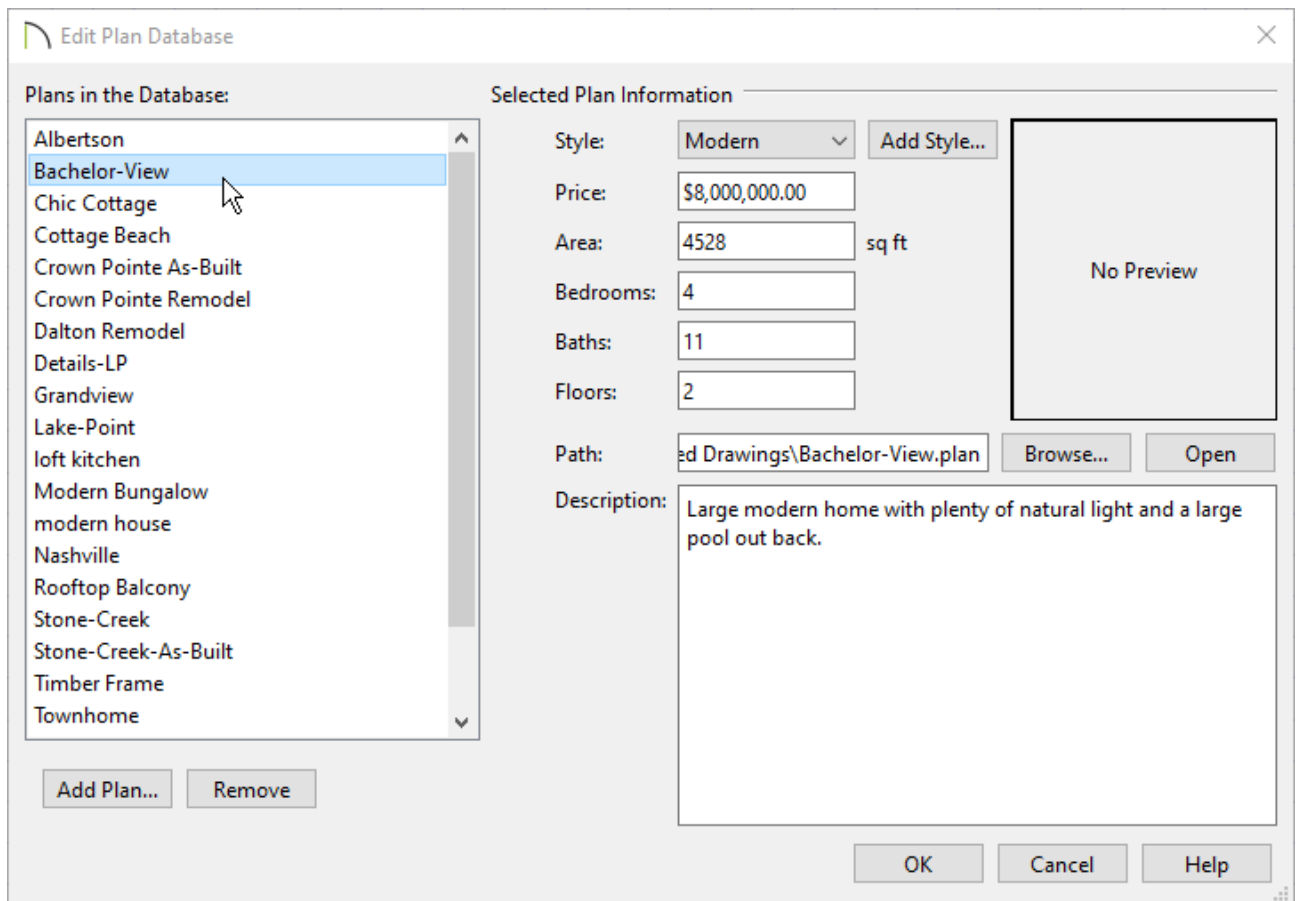 Edit Plan Database
Plans in the Database:
Albertson
Bachelor-View
Chic Cottage
Cottage Beach
Crown Pointe As-Built
Crown Pointe Remodel
Dalton Remodel
Details-LP
Grandview
Lake-Point
loft kitchen
Modern Bungalow
modern house
Nashville
Rooftop Balcony
Stone-Creek
Stone-Creek-As-Built
Timber Frame
Townhome
Add Plan... Remove
Selected Plan Information
Style: Modern Add Style...
Price: $8,000,000.00
Area: 4528 sq ft
Bedrooms: 4
Baths: 11
Floors: 2
No Preview
Path: ed Drawings\Bachelor-View.plan Browse... Open
Description: Large modern home with plenty of natural light and a large
pool out back.
OK Cancel Help